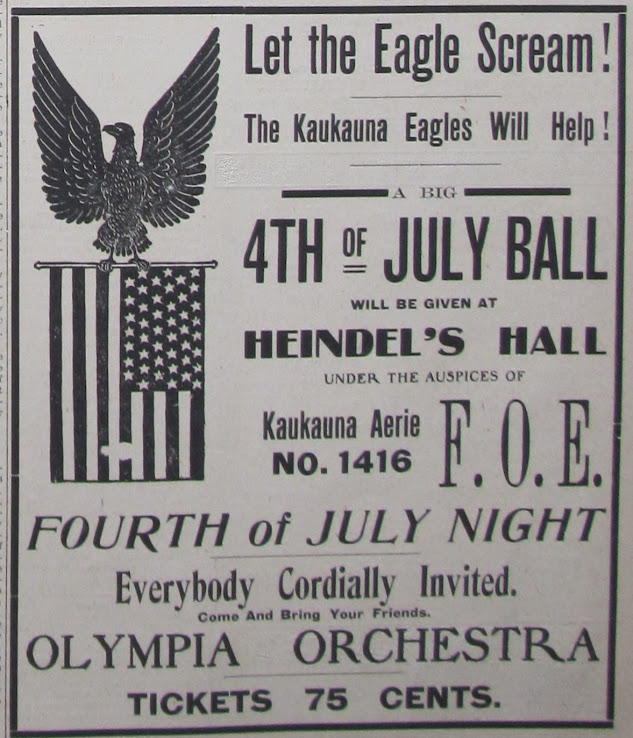 Let the Eagle Scream!
The Kaukauna Eagles Will Help!
A BIG
4TH OF JULY BALL
WILL BE GIVEN AT
HEINDEL'S HALL
UNDER THE AUSPICES OF
Kaukauna Aerie
NO. 1416
F. O. E.
FOURTH of JULY NIGHT
Everybody Cordially Invited.
Come And Bring Your Friends.
OLYMPIA ORCHESTRA
TICKETS 75 CENTS.